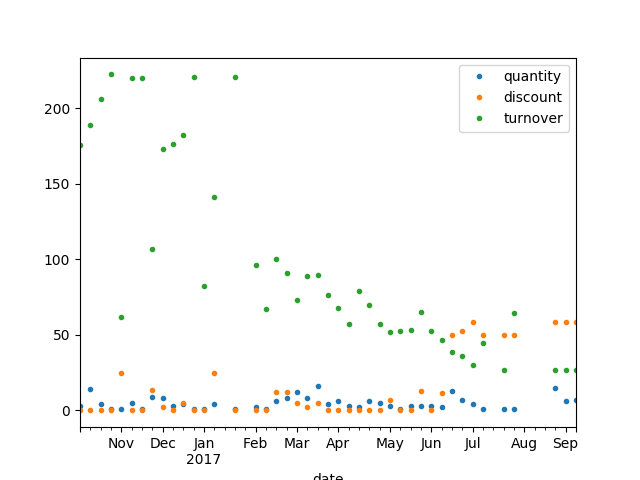 quantity
discount
turnover
200
150
100
50
0
Nov Dec Jan Feb Mar Apr May Jun Jul Aug Sep
2017
date